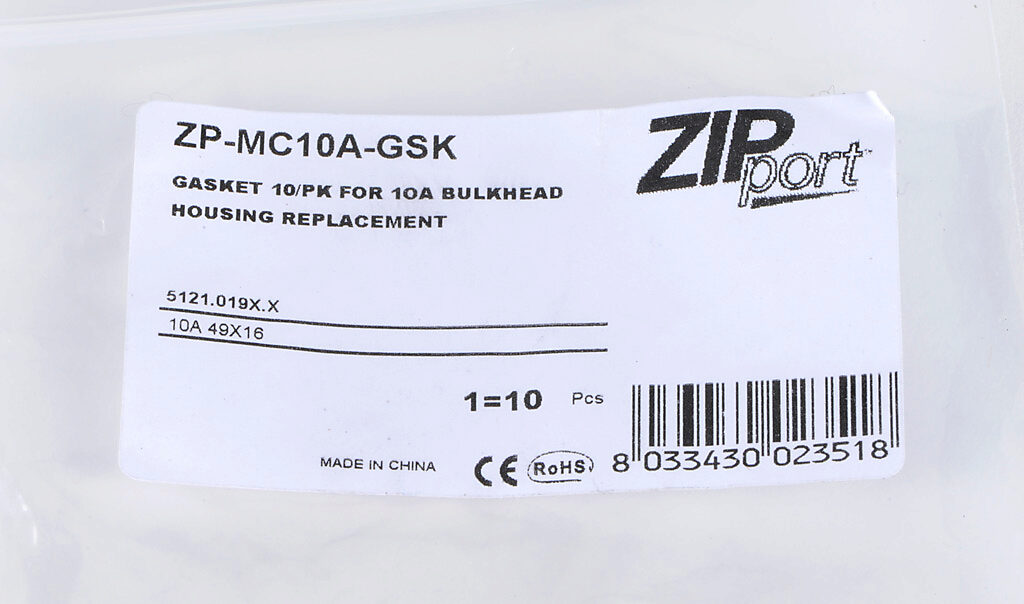 ZP-MC10A-GSK
ZIPport™
GASKET 10/PK FOR 10A BULKHEAD
HOUSING REPLACEMENT
5121.019X.X
10A 49X16
1=10 Pcs
MADE IN CHINA
CE
RoHS
8 033430 023518